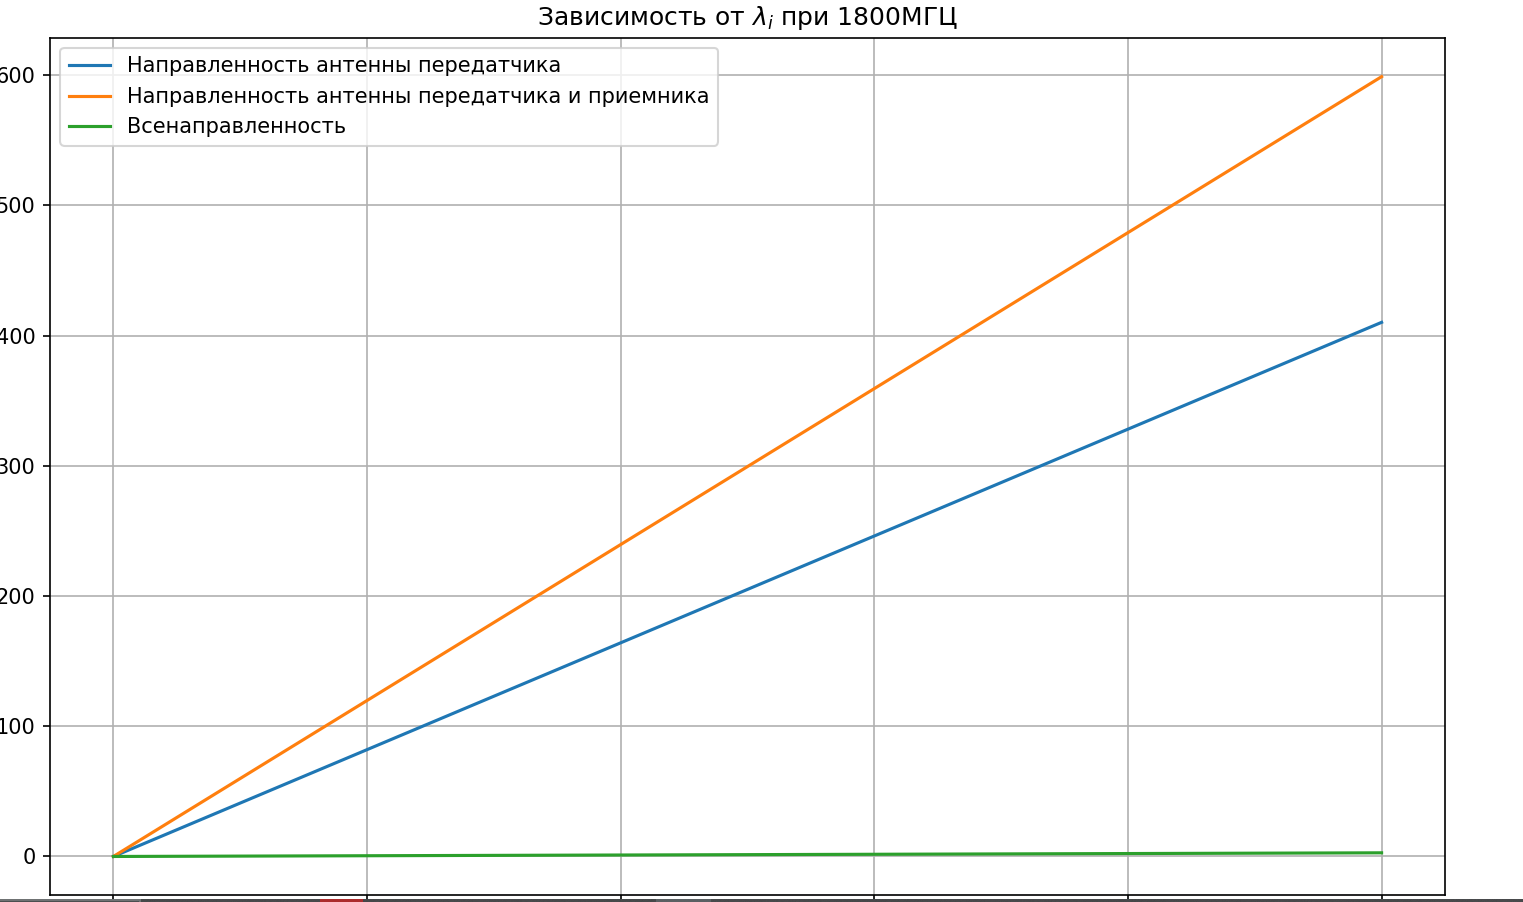 Зависимость от λi при 1800МГЦ
Направленность антенны передатчика
Направленность антенны передатчика и приемника
Всенаправленность
600
500
400
300
200
100
0